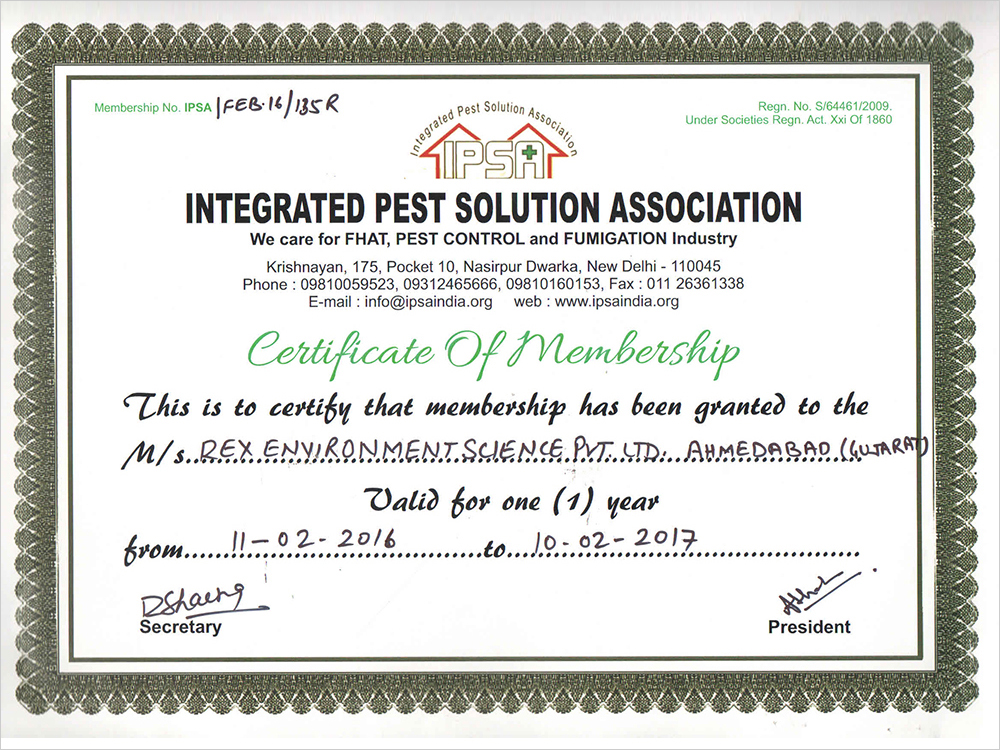 Membership No. IPSA /FEB-16/135R
Regn. No. S/64461/2009.
Under Societies Regn. Act. Xxi Of 1860
Integrated Pest Solution Association
IPSA
INTEGRATED PEST SOLUTION ASSOCIATION
We care for FHAT, PEST CONTROL and FUMIGATION Industry
Krishnayan, 175, Pocket 10, Nasirpur Dwarka, New Delhi - 110045
Phone : 09810059523, 09312465666, 09810160153, Fax : 011 26361338
E-mail : info@ipsaindia.org web : www.ipsaindia.org
Certificate Of Membership
This is to certify that membership has been granted to the
M/s. REX ENVIRONMENT SCIENCE PVT. LTD. AHMEDABAD (GUJARAT)
Valid for one (1) year
from 11-02-2016 to 10-02-2017
Secretary
President